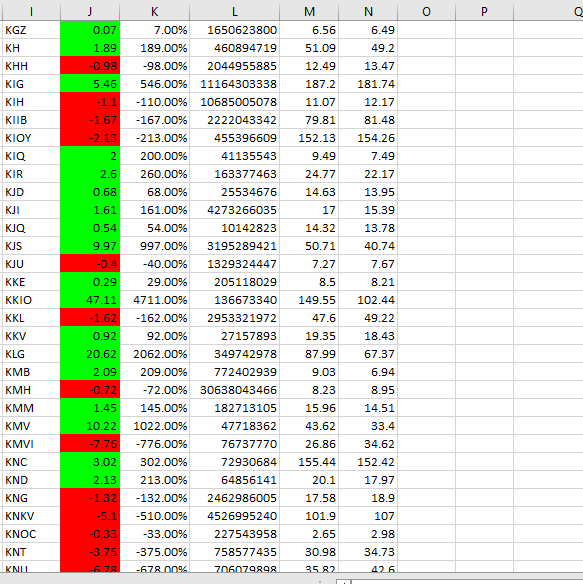 I J K L M N O P Q
KGZ 0.07 7.00% 1650623800 6.56 6.49
KH 1.89 189.00% 460894719 51.09 49.2
KHH -0.98 -98.00% 2044955885 12.49 13.47
KIG 5.46 546.00% 11164303338 187.2 181.74
KIH -1.1 -110.00% 10685005078 11.07 12.17
KIIB -1.67 -167.00% 2222043342 79.81 81.48
KIOY -2.13 -213.00% 455396609 152.13 154.26
KIQ 2 200.00% 41135543 9.49 7.49
KIR 2.6 260.00% 163377463 24.77 22.17
KJD 0.68 68.00% 25534676 14.63 13.95
KJI 1.61 161.00% 4273266035 17 15.39
KJQ 0.54 54.00% 10142823 14.32 13.78
KJS 9.97 997.00% 3195289421 50.71 40.74
KJU -0.4 -40.00% 1329324447 7.27 7.67
KKE 0.29 29.00% 205118029 8.5 8.21
KKIO 47.11 4711.00% 136673340 149.55 102.44
KKL -1.62 -162.00% 2953321972 47.6 49.22
KKV 0.92 92.00% 27157893 19.35 18.43
KLG 20.62 2062.00% 349742978 87.99 67.37
KMB 2.09 209.00% 772402939 9.03 6.94
KMH -0.72 -72.00% 30638043466 8.23 8.95
KMM 1.45 145.00% 182713105 15.96 14.51
KMV 10.22 1022.00% 47718362 43.62 33.4
KMVI -7.76 -776.00% 76737770 26.86 34.62
KNC 3.02 302.00% 72930684 155.44 152.42
KND 2.13 213.00% 64856141 20.1 17.97
KNG -1.32 -132.00% 2462986005 17.58 18.9
KNKV -5.1 -510.00% 4526995240 101.9 107
KNOC -0.33 -33.00% 227543958 2.65 2.98
KNT -3.75 -375.00% 758577435 30.98 34.73
KNU -6.78 -678.00% 706079898 35.82 42.6